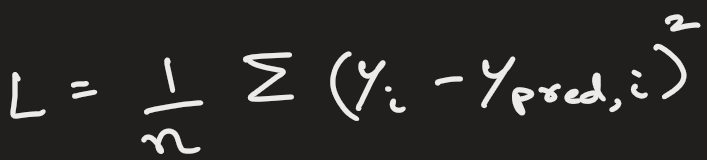 L = 1/n Σ (y_i - y_pred,i)²